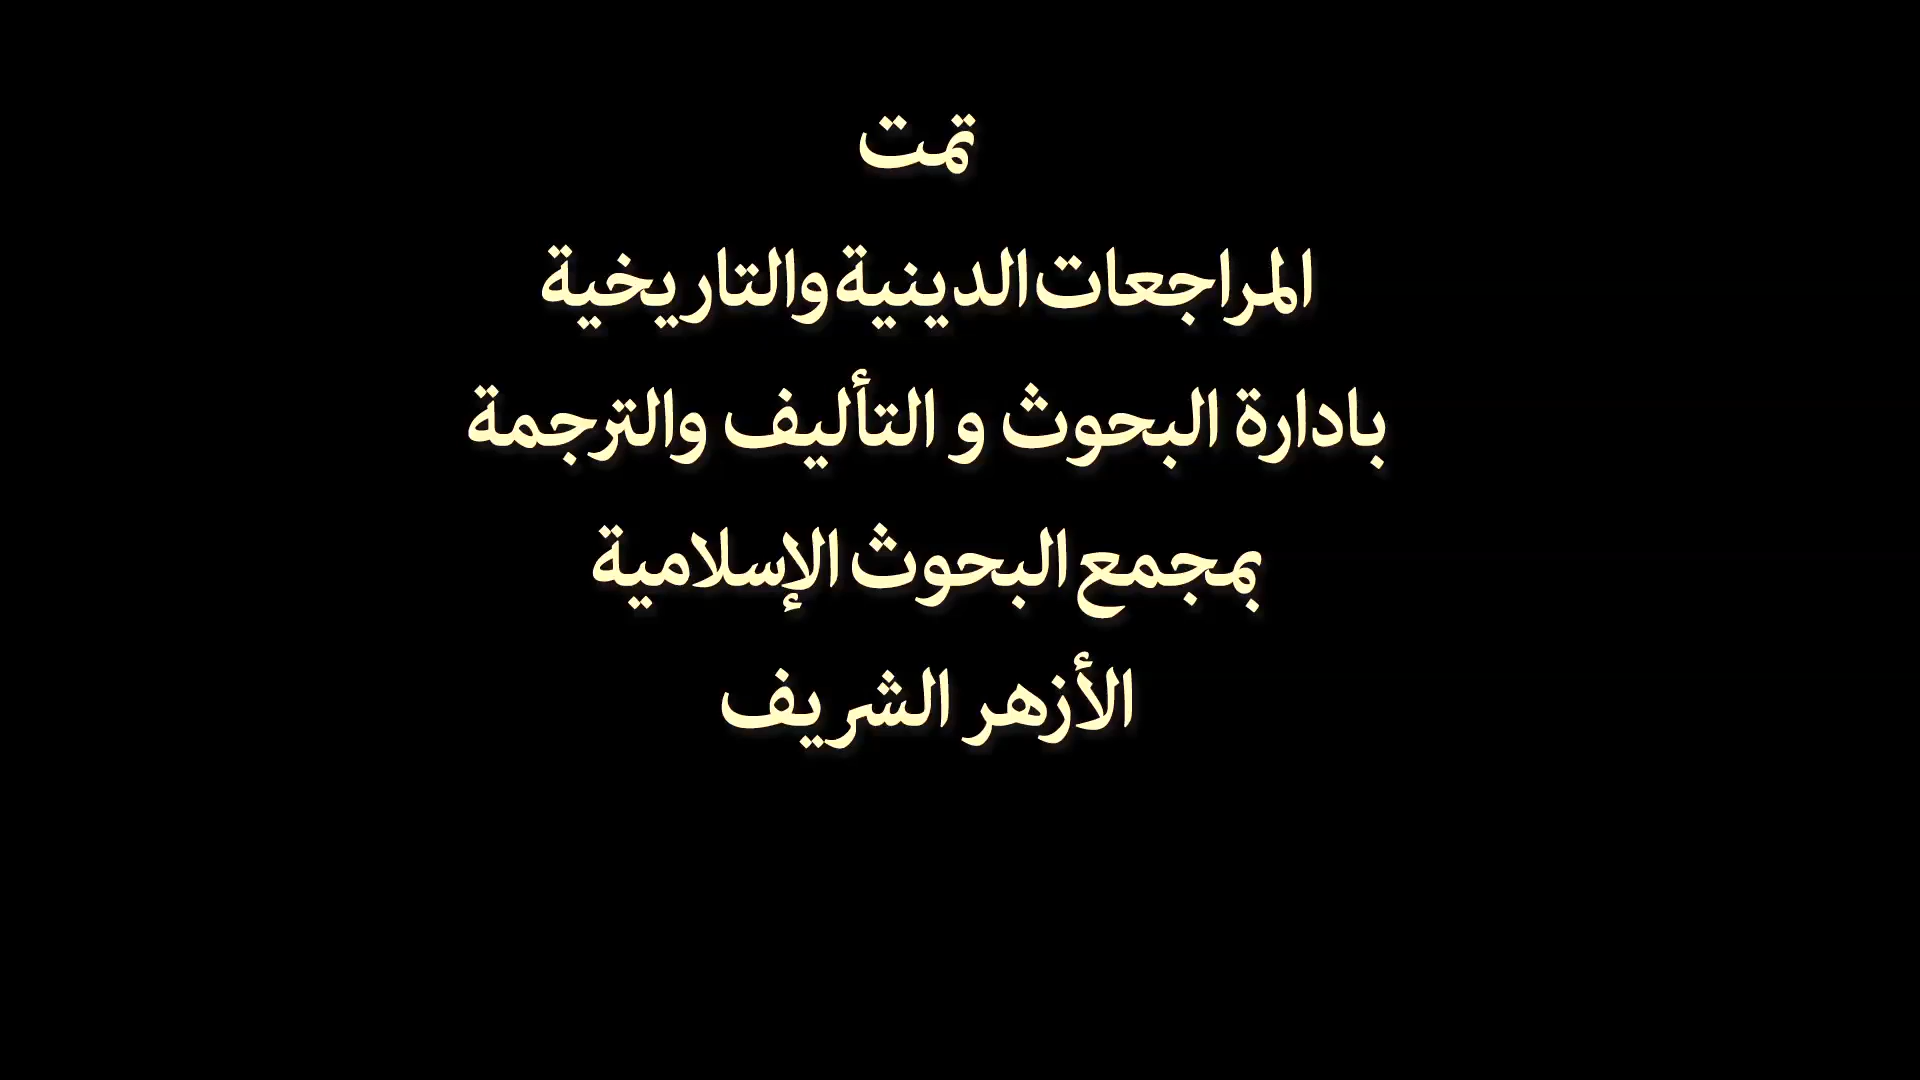 تمت
المراجعات الدينية والتاريخية
بادارة البحوث و التأليف والترجمة
بمجمع البحوث الإسلامية
الأزهر الشريف